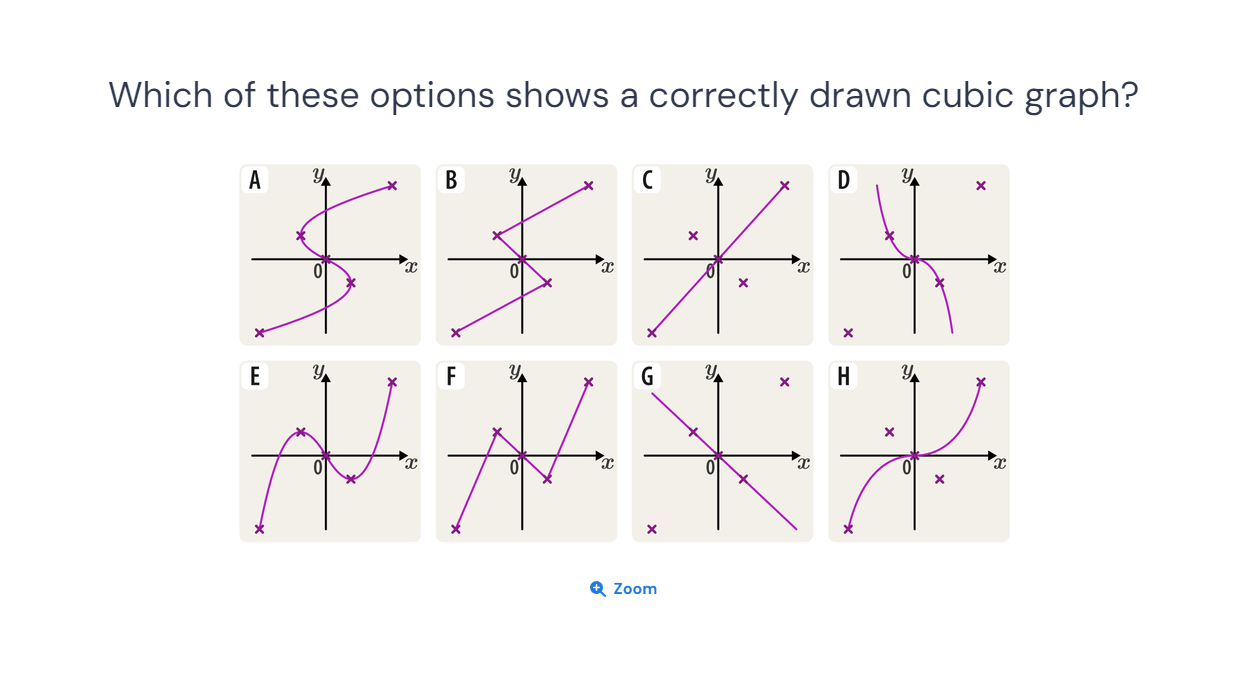 Which of these options shows a correctly drawn cubic graph?
A y 0 x
B y 0 x
C y 0 x
D y 0 x
E y 0 x
F y 0 x
G y 0 x
H y 0 x
Zoom